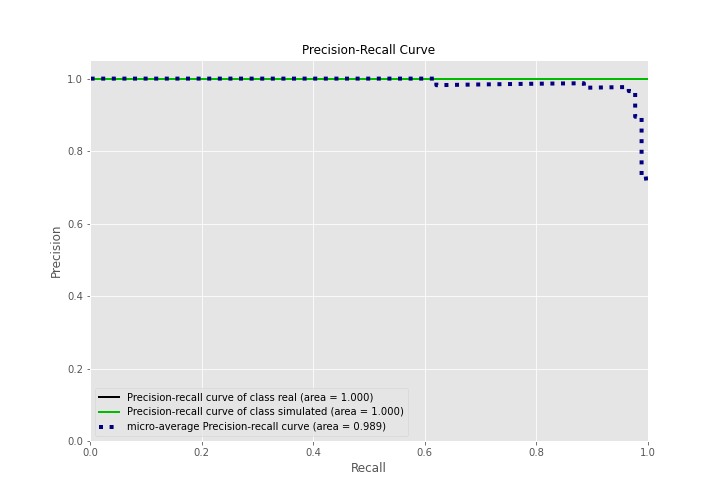 Precision-Recall Curve
1.0
0.8
0.6
0.4
0.2
0.0
Precision
Precision-recall curve of class real (area = 1.000)
Precision-recall curve of class simulated (area = 1.000)
micro-average Precision-recall curve (area = 0.989)
0.0 0.2 0.4 0.6 0.8 1.0
Recall